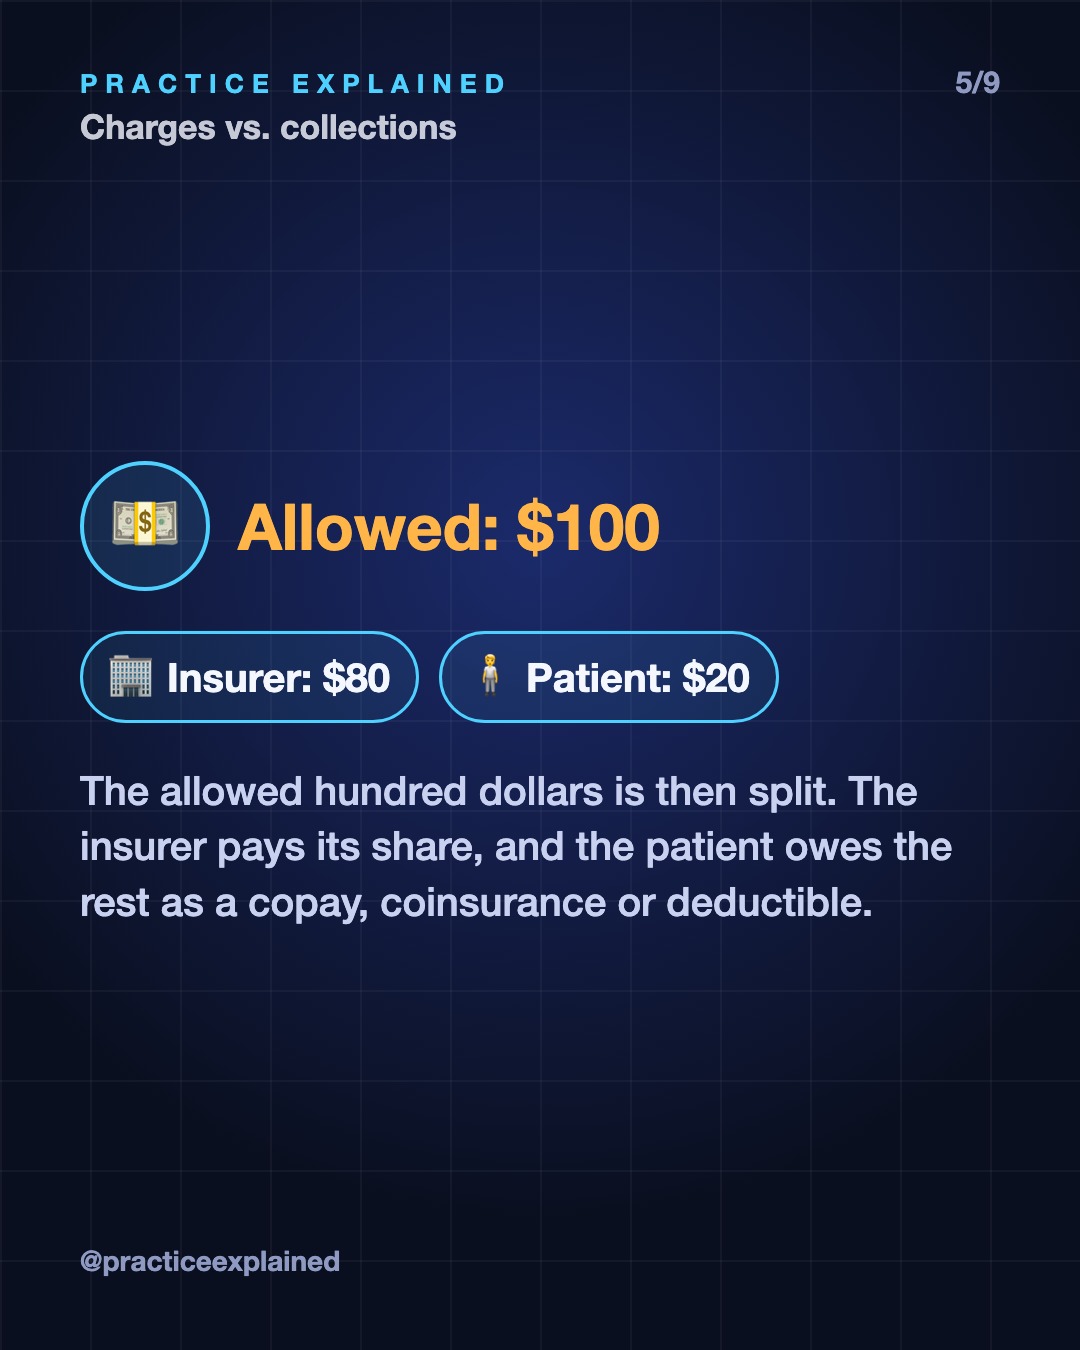 PRACTICE EXPLAINED
5/9
Charges vs. collections
Allowed: $100
Insurer: $80
Patient: $20
The allowed hundred dollars is then split. The
insurer pays its share, and the patient owes the
rest as a copay, coinsurance or deductible.
@practiceexplained